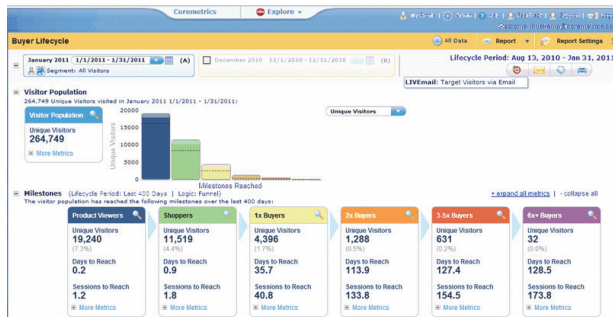 Coremetrics
Explore
Buyer Lifecycle
All Data
Report
Report Settings
January 2011 1/1/2011 - 1/31/2011 (A)
December 2010 12/1/2010 - 12/31/2010 (B)
Lifecycle Period: Aug 13, 2010 - Jan 31, 2011
Segment: All Visitors
LIVEmail: Target Visitors via Email
Visitor Population
264,749 Unique Visitors visited in January 2011 1/1/2011 - 1/31/2011:
Visitor Population
Unique Visitors
264,749
More Metrics
20000
15000
10000
5000
0
Unique Visitors
Unique Visitors
Milestones Reached
Milestones (Lifecycle Period: Last 400 Days | Logic: Funnel)
+ expand all metrics | - collapse all
The visitor population has reached the following milestones over the last 400 days:
Product Viewers
Unique Visitors
19,240
(7.3%)
Days to Reach
0.2
Sessions to Reach
1.2
More Metrics
Shoppers
Unique Visitors
11,519
(4.4%)
Days to Reach
0.9
Sessions to Reach
1.8
More Metrics
1x Buyers
Unique Visitors
4,396
(1.7%)
Days to Reach
35.7
Sessions to Reach
40.8
More Metrics
2x Buyers
Unique Visitors
1,288
(0.5%)
Days to Reach
113.9
Sessions to Reach
133.8
More Metrics
3-5x Buyers
Unique Visitors
631
(0.2%)
Days to Reach
127.4
Sessions to Reach
154.5
More Metrics
6x+ Buyers
Unique Visitors
32
(0.0%)
Days to Reach
128.5
Sessions to Reach
173.8
More Metrics